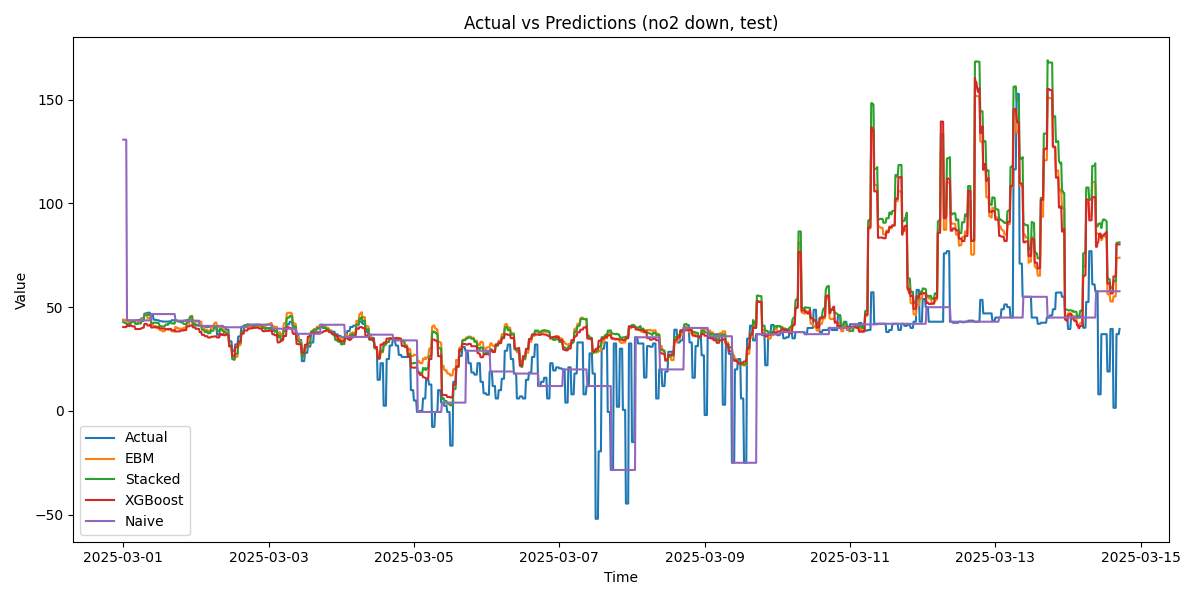 Actual vs Predictions (no2 down, test)
Value
150
100
50
0
−50
Actual
EBM
Stacked
XGBoost
Naive
2025-03-01 2025-03-03 2025-03-05 2025-03-07 2025-03-09 2025-03-11 2025-03-13 2025-03-15
Time